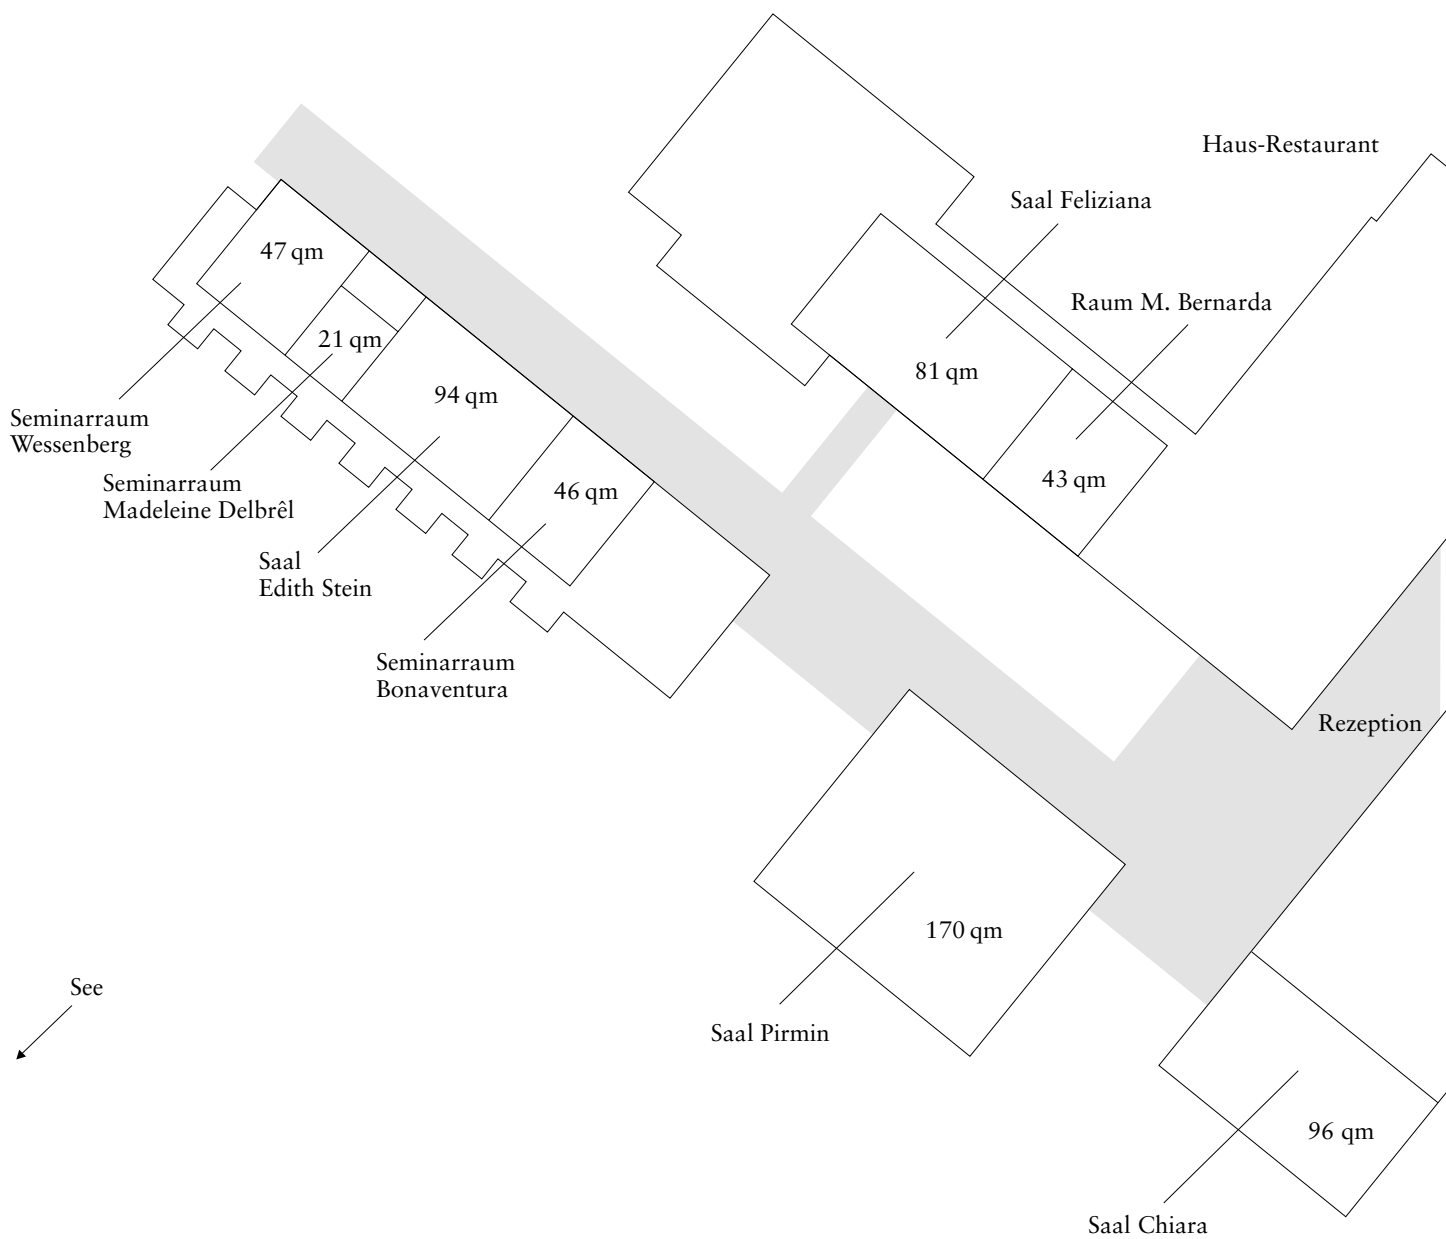 Haus-Restaurant
Saal Feliziana
47 qm
Raum M. Bernarda
21 qm
81 qm
94 qm
Seminarraum
Wessenberg
43 qm
Seminarraum
Madeleine Delbrêl
46 qm
Saal
Edith Stein
Seminarraum
Bonaventura
Rezeption
170 qm
See
Saal Pirmin
96 qm
Saal Chiara